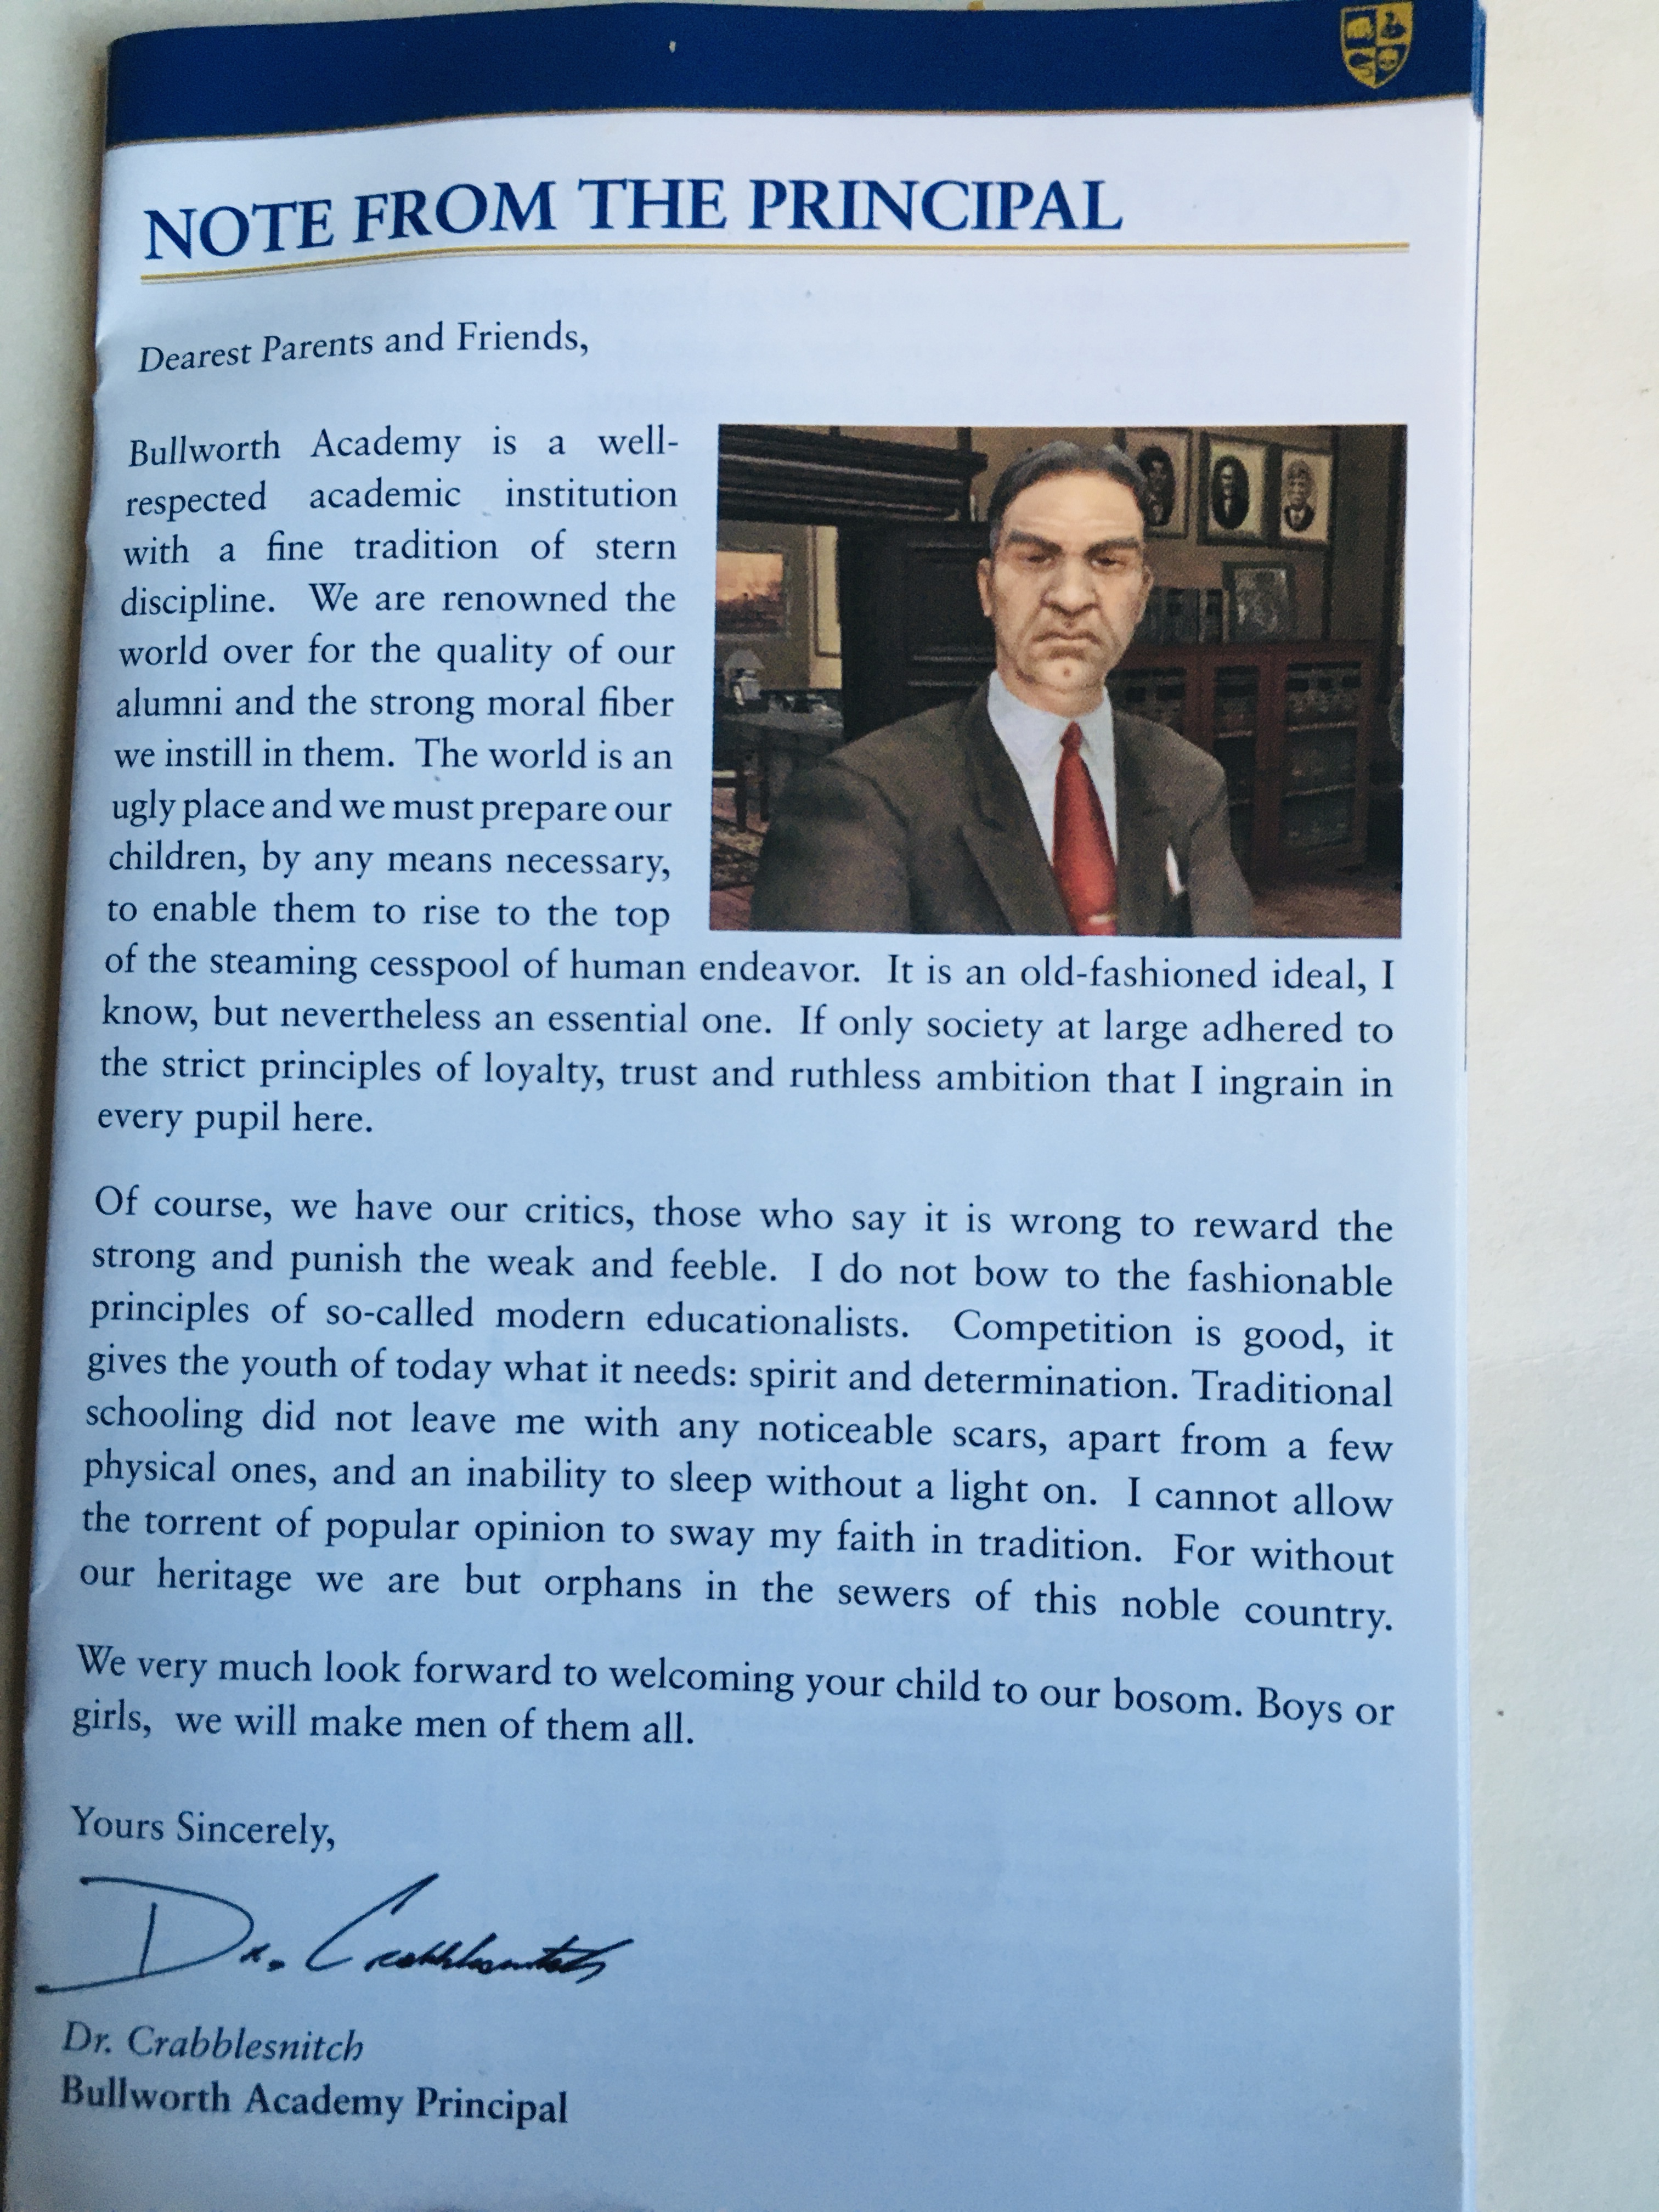 NOTE FROM THE PRINCIPAL
Dearest Parents and Friends,
Bullworth Academy is a well-
respected academic institution
with a fine tradition of stern
discipline. We are renowned the
world over for the quality of our
alumni and the strong moral fiber
we instill in them. The world is an
ugly place and we must prepare our
children, by any means necessary,
to enable them to rise to the top
of the steaming cesspool of human endeavor. It is an old-fashioned ideal, I
know, but nevertheless an essential one. If only society at large adhered to
the strict principles of loyalty, trust and ruthless ambition that I ingrain in
every pupil here.
Of course, we have our critics, those who say it is wrong to reward the
strong and punish the weak and feeble. I do not bow to the fashionable
principles of so-called modern educationalists. Competition is good, it
gives the youth of today what it needs: spirit and determination. Traditional
schooling did not leave me with any noticeable scars, apart from a few
physical ones, and an inability to sleep without a light on. I cannot allow
the torrent of popular opinion to sway my faith in tradition. For without
our heritage we are but orphans in the sewers of this noble country.
We very much look forward to welcoming your child to our bosom. Boys or
girls, we will make men of them all.
Yours Sincerely,
Dr. Crabblesnitch
Dr. Crabblesnitch
Bullworth Academy Principal